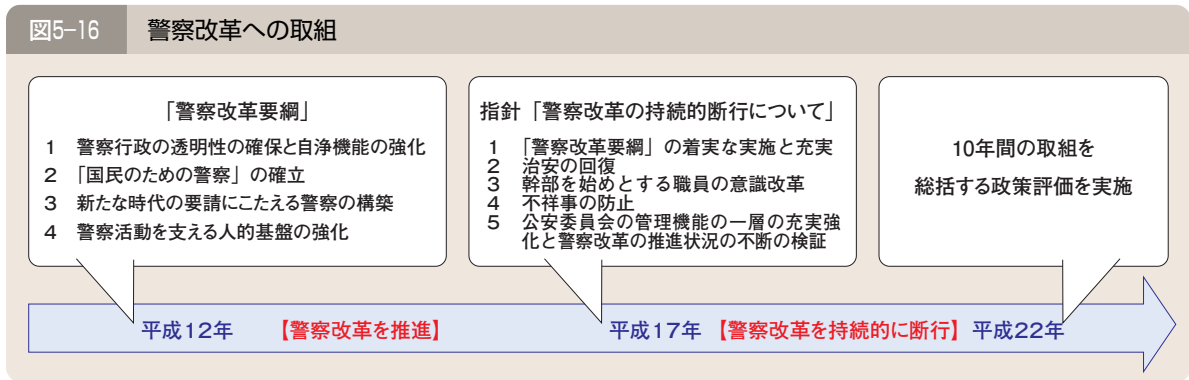 図5-16 警察改革への取組
「警察改革要綱」
1 警察行政の透明性の確保と自浄機能の強化
2 「国民のための警察」の確立
3 新たな時代の要請にこたえる警察の構築
4 警察活動を支える人的基盤の強化
指針「警察改革の持続的断行について」
1 「警察改革要綱」の着実な実施と充実
2 治安の回復
3 幹部を始めとする職員の意識改革
4 不祥事の防止
5 公安委員会の管理機能の一層の充実強
化と警察改革の推進状況の不断の検証
10年間の取組を
総括する政策評価を実施
平成12年 【警察改革を推進】 平成17年 【警察改革を持続的に断行】 平成22年